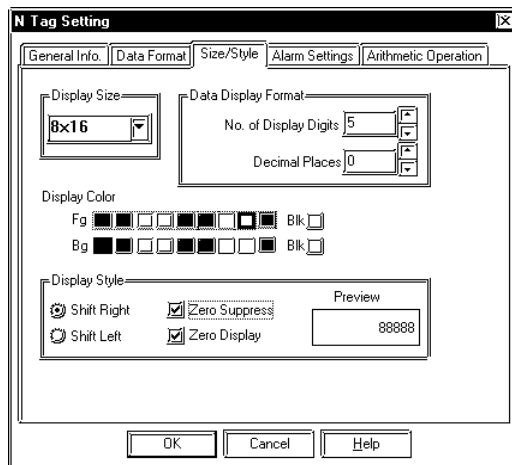 N Tag Setting
General Info. Data Format Size/Style Alarm Settings Arithmetic Operation
Display Size
8×16
Data Display Format
No. of Display Digits 5
Decimal Places 0
Display Color
Fg Blk
Bg Blk
Display Style
Shift Right Zero Suppress
Shift Left Zero Display
Preview
88888
OK Cancel Help